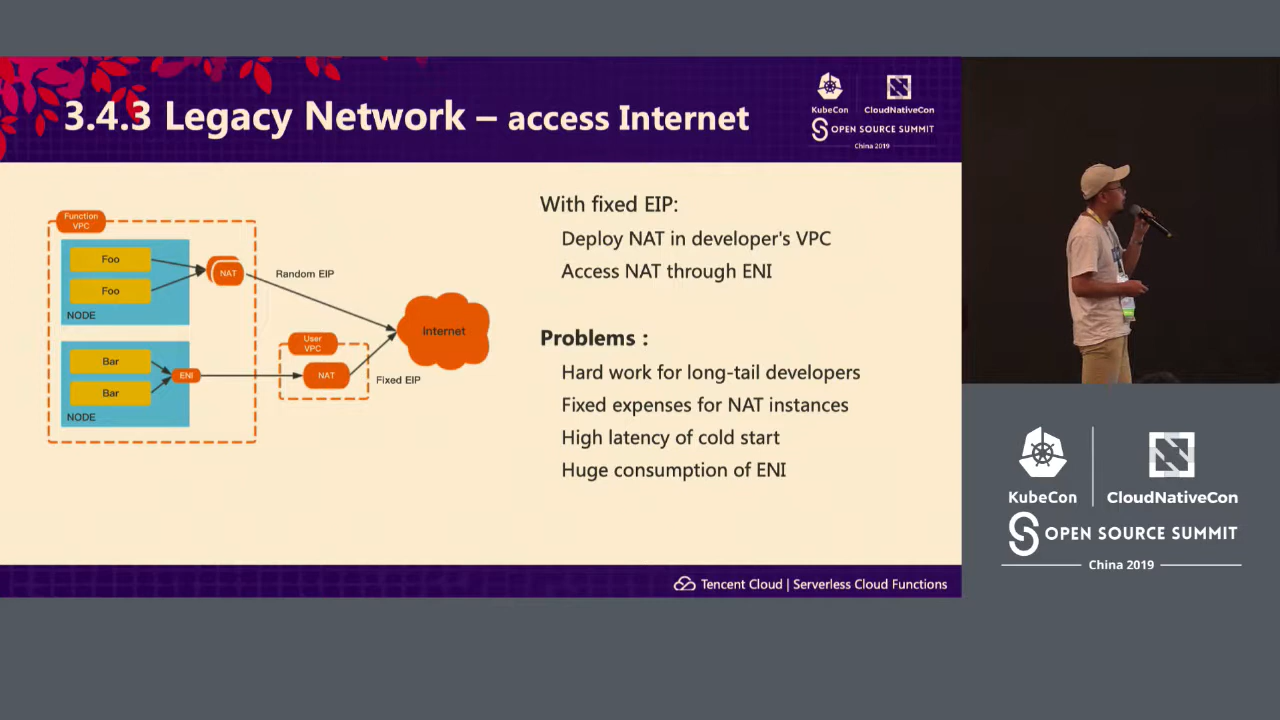 3.4.3 Legacy Network – access Internet
KubeCon
CloudNativeCon
OPEN SOURCE SUMMIT
China 2019
Function
VPC
Foo
Foo
NODE
NAT
Random EIP
Internet
Bar
Bar
NODE
ENI
User
VPC
NAT
Fixed EIP
With fixed EIP:
Deploy NAT in developer's VPC
Access NAT through ENI
Problems :
Hard work for long-tail developers
Fixed expenses for NAT instances
High latency of cold start
Huge consumption of ENI
Tencent Cloud | Serverless Cloud Functions
KubeCon
CloudNativeCon
OPEN SOURCE SUMMIT
China 2019